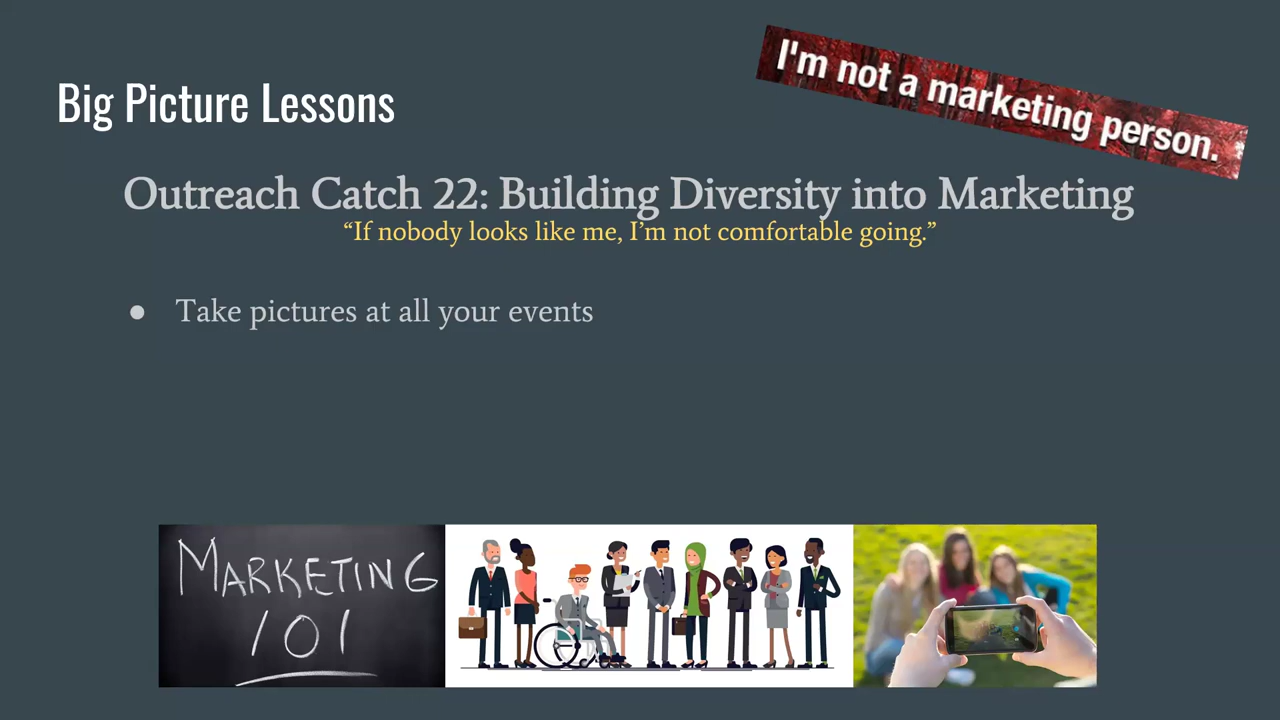 I'm not a marketing person.
Big Picture Lessons
Outreach Catch 22: Building Diversity into Marketing
“If nobody looks like me, I’m not comfortable going.”
● Take pictures at all your events
MARKETING
101